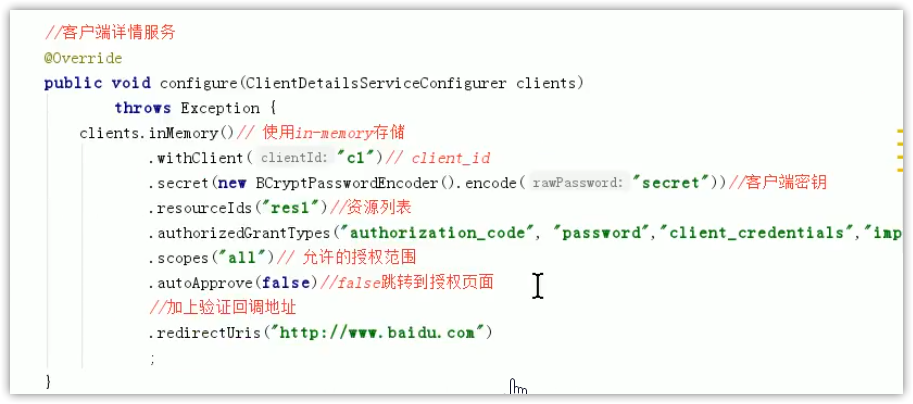 //客户端详情服务
@Override
public void configure(ClientDetailsServiceConfigurer clients)
throws Exception {
clients.inMemory()// 使用in-memory存储
.withClient( clientId: "c1")// client_id
.secret(new BCryptPasswordEncoder().encode( rawPassword: "secret"))//客户端密钥
.resourceIds("res1")//资源列表
.authorizedGrantTypes("authorization_code", "password","client_credentials","imp
.scopes("all")// 允许的授权范围
.autoApprove(false)//false跳转到授权页面
//加上验证回调地址
.redirectUris("http://www.baidu.com")
;
}